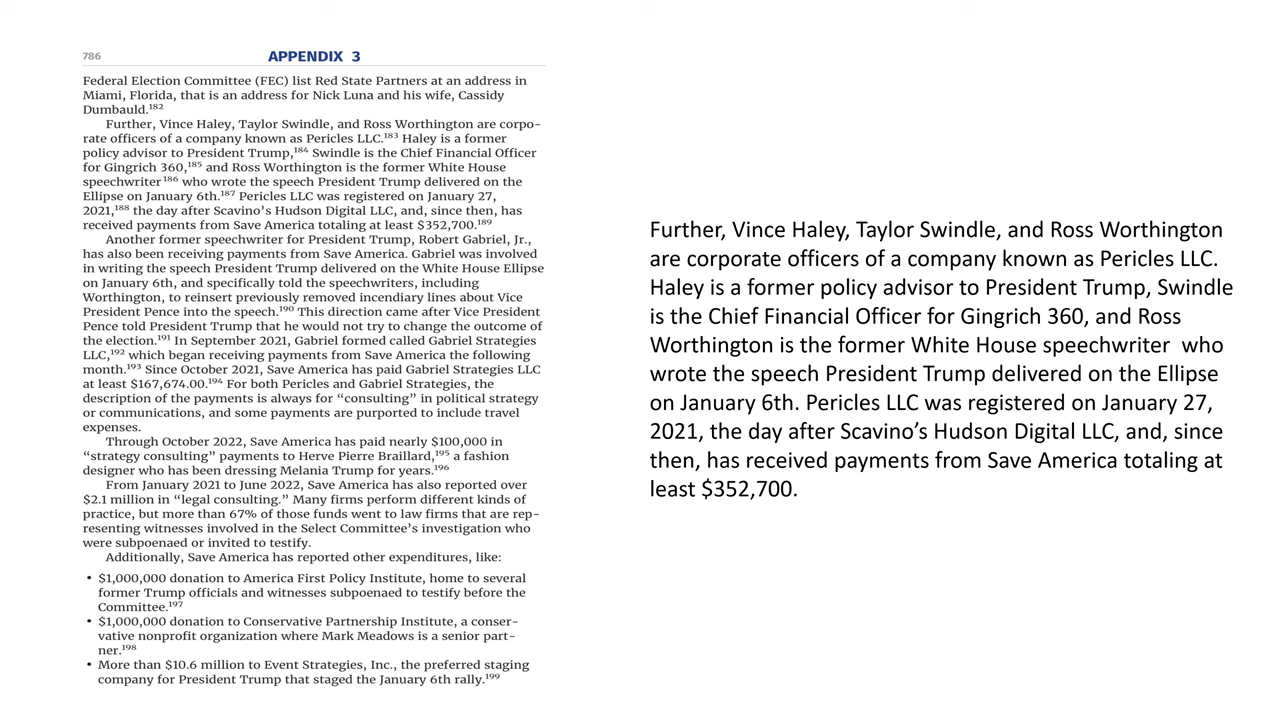 786
APPENDIX 3
Federal Election Committee (FEC) list Red State Partners at an address in
Miami, Florida, that is an address for Nick Luna and his wife, Cassidy
Dumbauld.182
Further, Vince Haley, Taylor Swindle, and Ross Worthington are corpo-
rate officers of a company known as Pericles LLC.183 Haley is a former
policy advisor to President Trump,184 Swindle is the Chief Financial Officer
for Gingrich 360,185 and Ross Worthington is the former White House
speechwriter186 who wrote the speech President Trump delivered on the
Ellipse on January 6th.187 Pericles LLC was registered on January 27,
2021,188 the day after Scavino’s Hudson Digital LLC, and, since then, has
received payments from Save America totaling at least $352,700.189
Another former speechwriter for President Trump, Robert Gabriel, Jr.,
has also been receiving payments from Save America. Gabriel was involved
in writing the speech President Trump delivered on the White House Ellipse
on January 6th, and specifically told the speechwriters, including
Worthington, to reinsert previously removed incendiary lines about Vice
President Pence into the speech.190 This direction came after Vice President
Pence told President Trump that he would not try to change the outcome of
the election.191 In September 2021, Gabriel formed called Gabriel Strategies
LLC,192 which began receiving payments from Save America the following
month.193 Since October 2021, Save America has paid Gabriel Strategies LLC
at least $167,674.00.194 For both Pericles and Gabriel Strategies, the
description of the payments is always for “consulting” in political strategy
or communications, and some payments are purported to include travel
expenses.
Through October 2022, Save America has paid nearly $100,000 in
“strategy consulting” payments to Herve Pierre Braillard,195 a fashion
designer who has been dressing Melania Trump for years.196
From January 2021 to June 2022, Save America has also reported over
$2.1 million in “legal consulting.” Many firms perform different kinds of
practice, but more than 67% of those funds went to law firms that are rep-
resenting witnesses involved in the Select Committee’s investigation who
were subpoenaed or invited to testify.
Additionally, Save America has reported other expenditures, like:
• $1,000,000 donation to America First Policy Institute, home to several
former Trump officials and witnesses subpoenaed to testify before the
Committee.197
• $1,000,000 donation to Conservative Partnership Institute, a conser-
vative nonprofit organization where Mark Meadows is a senior part-
ner.198
• More than $10.6 million to Event Strategies, Inc., the preferred staging
company for President Trump that staged the January 6th rally.199
Further, Vince Haley, Taylor Swindle, and Ross Worthington
are corporate officers of a company known as Pericles LLC.
Haley is a former policy advisor to President Trump, Swindle
is the Chief Financial Officer for Gingrich 360, and Ross
Worthington is the former White House speechwriter  who
wrote the speech President Trump delivered on the Ellipse
on January 6th. Pericles LLC was registered on January 27,
2021, the day after Scavino’s Hudson Digital LLC, and, since
then, has received payments from Save America totaling at
least $352,700.